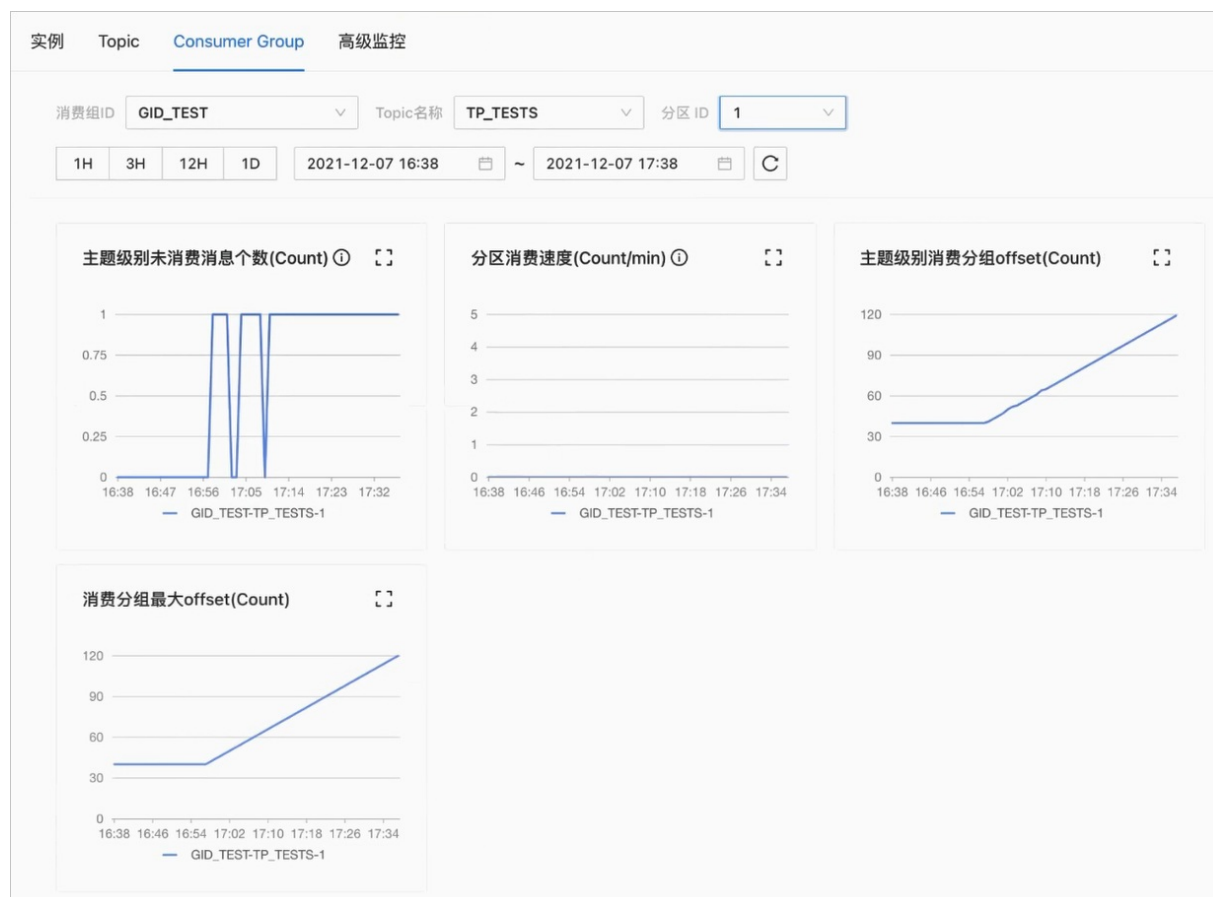 实例 Topic Consumer Group 高级监控
消费组ID GID_TEST Topic名称 TP_TESTS 分区 ID 1
1H 3H 12H 1D 2021-12-07 16:38 ~ 2021-12-07 17:38
主题级别未消费消息个数(Count)
1
0.75
0.5
0.25
0
16:38 16:47 16:56 17:05 17:14 17:23 17:32
GID_TEST-TP_TESTS-1
分区消费速度(Count/min)
5
4
3
2
1
0
16:38 16:46 16:54 17:02 17:10 17:18 17:26 17:34
GID_TEST-TP_TESTS-1
主题级别消费分组offset(Count)
120
90
60
30
0
16:38 16:46 16:54 17:02 17:10 17:18 17:26 17:34
GID_TEST-TP_TESTS-1
消费分组最大offset(Count)
120
90
60
30
0
16:38 16:46 16:54 17:02 17:10 17:18 17:26 17:34
GID_TEST-TP_TESTS-1